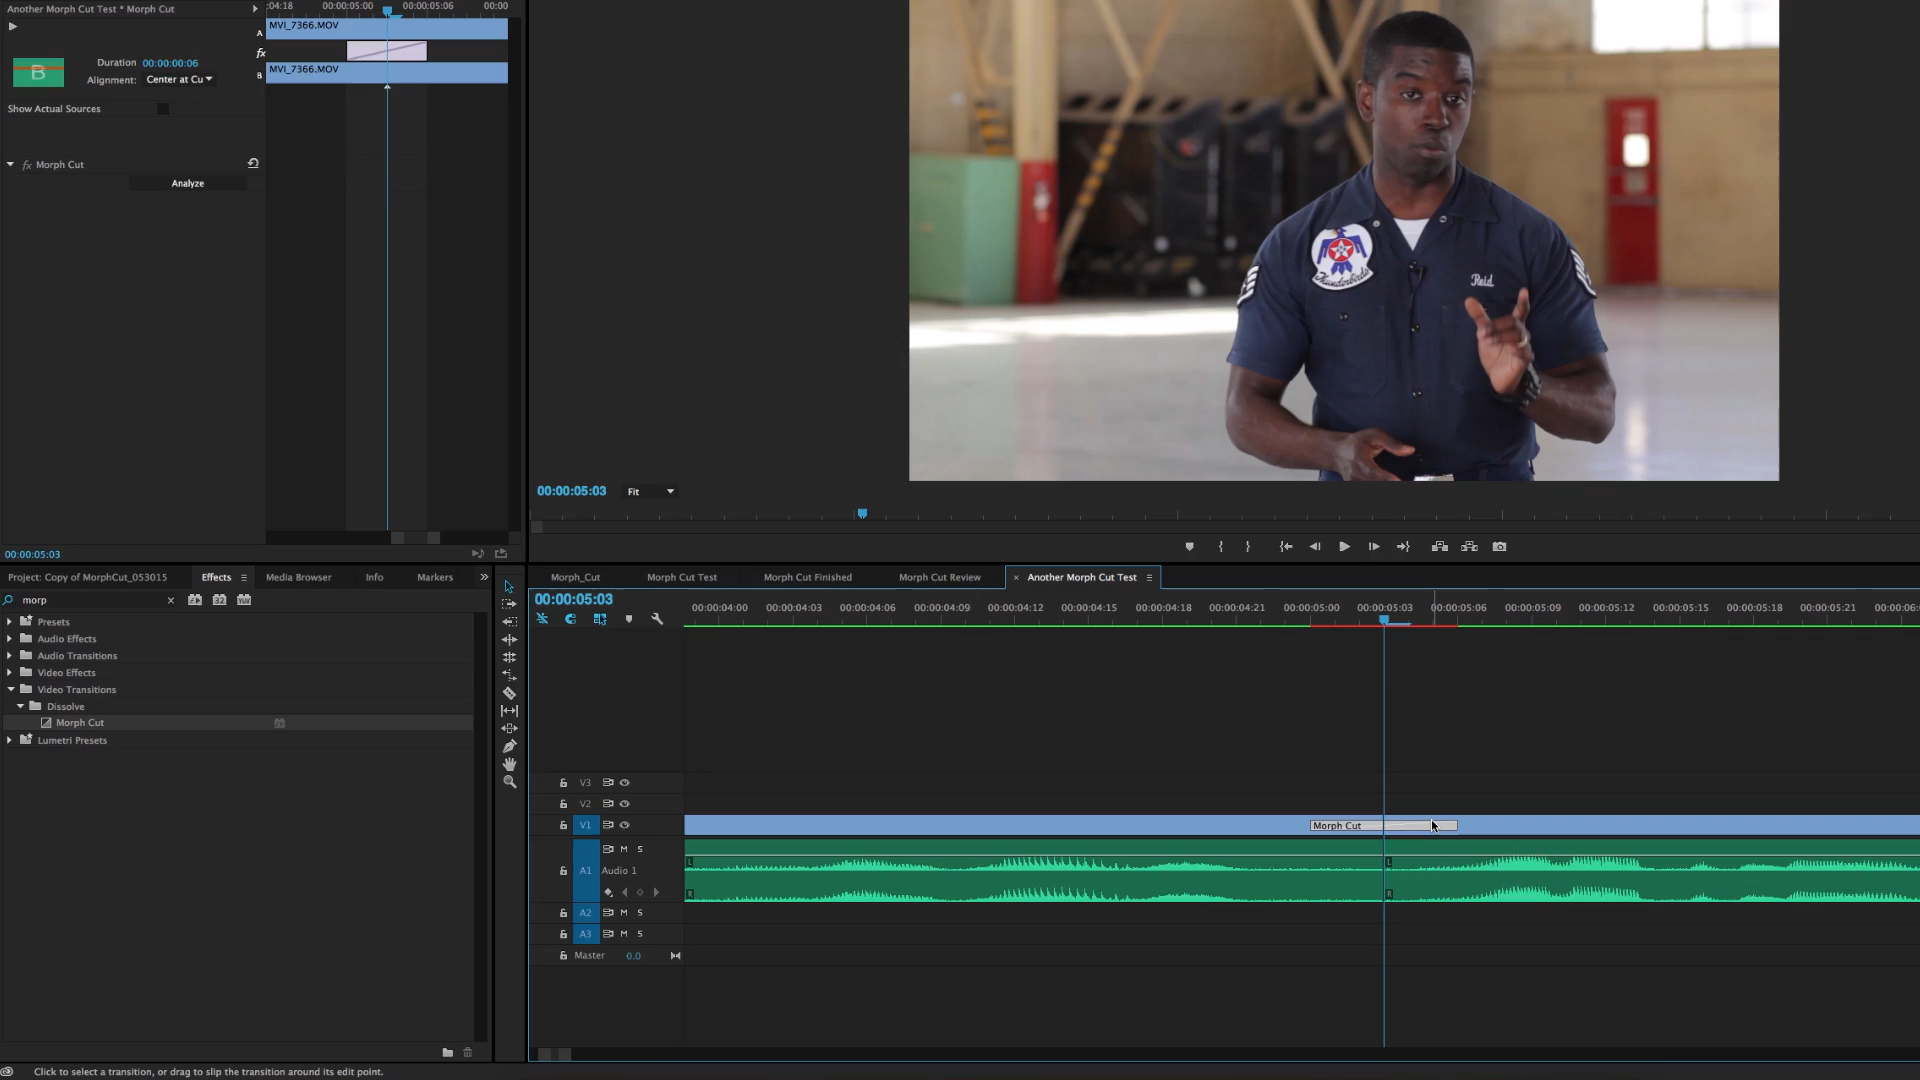 Another Morph Cut Test * Morph Cut
;04:18 00:00:05:00 00:00:05:06 00:00
A MVI_7366.MOV
fx
B MVI_7366.MOV
B
Duration 00:00:00:06
Alignment: Center at Cu
Show Actual Sources
fx Morph Cut
Analyze
Thunderbirds
Reid
00:00:05:03 Fit
00:00:05:03
Project: Copy of MorphCut_053015 Effects Media Browser Info Markers
morp
Presets
Audio Effects
Audio Transitions
Video Effects
Video Transitions
Dissolve
Morph Cut
Lumetri Presets
Morph_Cut Morph Cut Test Morph Cut Finished Morph Cut Review × Another Morph Cut Test
00:00:05:03
00:00:04:00 00:00:04:03 00:00:04:06 00:00:04:09 00:00:04:12 00:00:04:15 00:00:04:18 00:00:04:21 00:00:05:00 00:00:05:03 00:00:05:06 00:00:05:09 00:00:05:12 00:00:05:15 00:00:05:18 00:00:05:21 00:00:06:0
V3
V2
V1 Morph Cut
M S
A1 Audio 1
L L
R R
A2 M S
A3 M S
Master 0.0
Click to select a transition, or drag to slip the transition around its edit point.